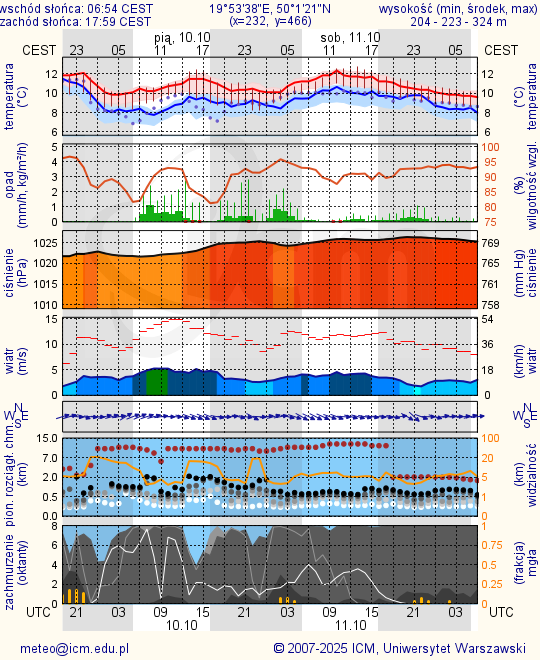 wschód słońca: 06:54 CEST 19°53'38"E, 50°1'21"N wysokość (min, środek, max)
zachód słońca: 17:59 CEST (x=232, y=466) 204 - 223 - 324 m
pią, 10.10 sob, 11.10
CEST 23 05 11 17 23 05 11 17 23 05 CEST
temperatura (°C)
12 10 8 6
12 10 8 6
temperatura (°C)
opad (mm/h, kg/m²/h)
5 4 3 2 1 0
100 95 90 85 80 75
wilgotność wzgl. (%)
ciśnienie (hPa)
1025 1020 1015 1010
769 765 761 758
ciśnienie (mm Hg)
wiatr (m/s)
15 10 5 0
54 36 18 0
wiatr (km/h)
N W E S
N W E S
pion. rozciągł. chm. (km)
15.0 7.0 2.0 0.5 0.0
100 20 5 1 0
widzialność (km)
zachmurzenie (oktanty)
8 6 4 2 0
1 0.75 0.5 0.25 0
mgła (frakcja)
UTC 21 03 09 15 21 03 09 15 21 03 UTC
10.10 11.10
meteo@icm.edu.pl © 2007-2025 ICM, Uniwersytet Warszawski